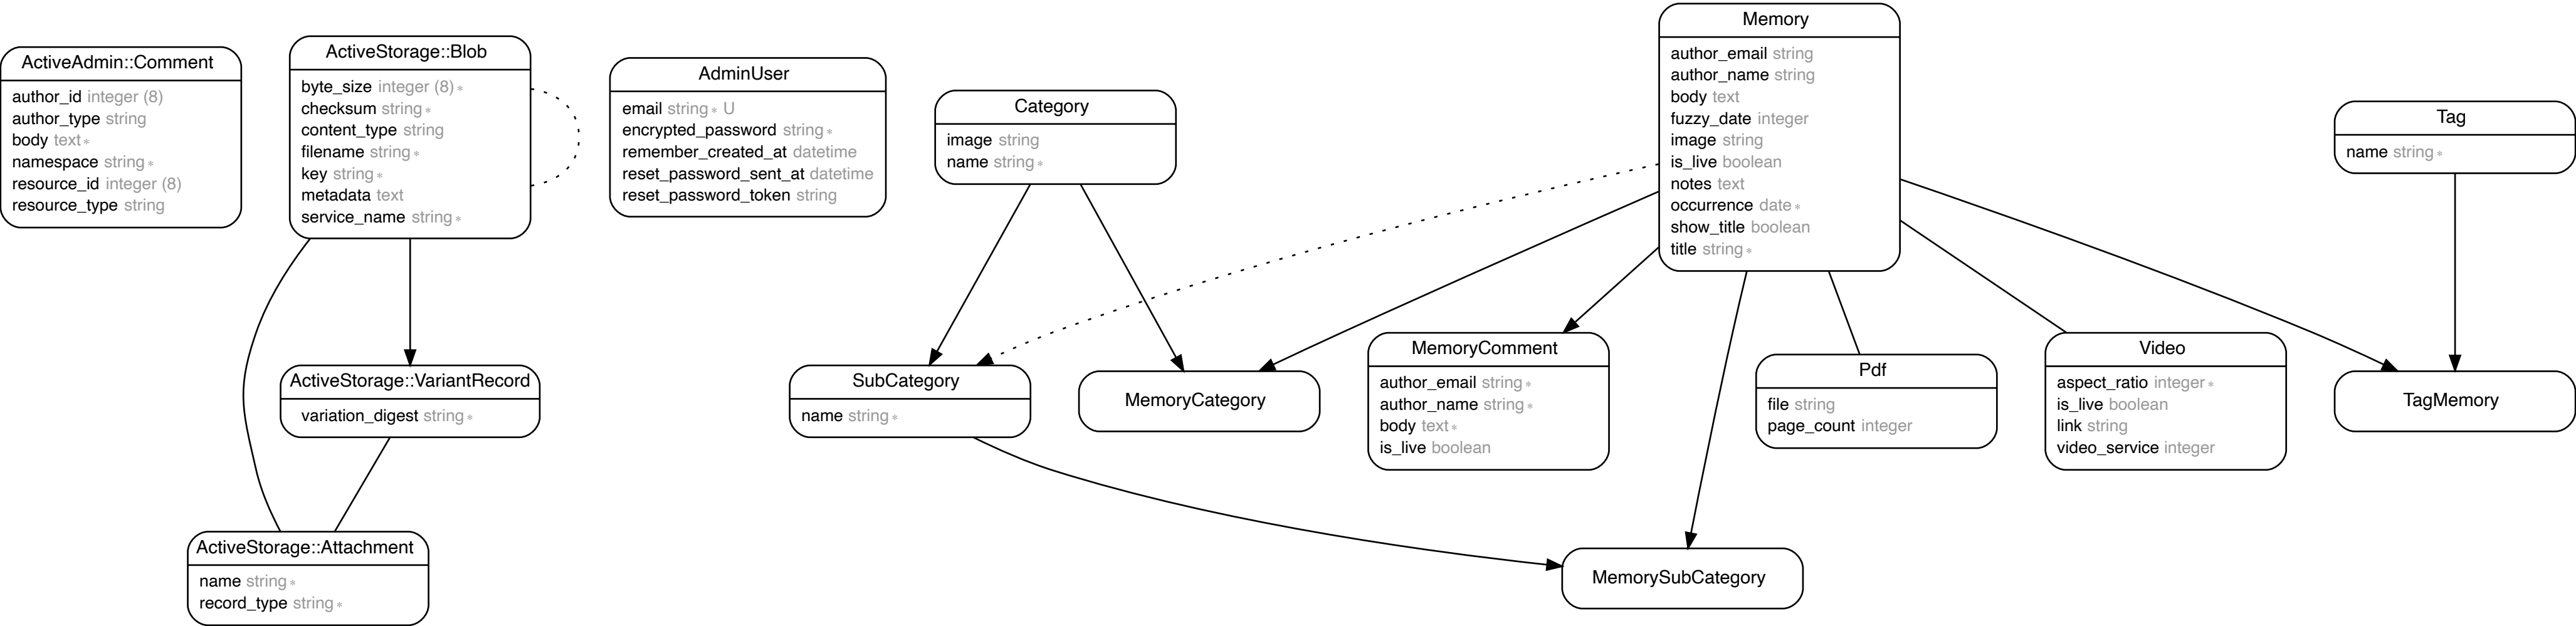 ActiveAdmin::Comment
author_id integer (8)
author_type string
body text *
namespace string *
resource_id integer (8)
resource_type string
ActiveStorage::Blob
byte_size integer (8) *
checksum string *
content_type string
filename string *
key string *
metadata text
service_name string *
AdminUser
email string * U
encrypted_password string *
remember_created_at datetime
reset_password_sent_at datetime
reset_password_token string
Category
image string
name string *
Memory
author_email string
author_name string
body text
fuzzy_date integer
image string
is_live boolean
notes text
occurrence date *
show_title boolean
title string *
Tag
name string *
ActiveStorage::VariantRecord
variation_digest string *
SubCategory
name string *
MemoryCategory
MemoryComment
author_email string *
author_name string *
body text *
is_live boolean
Pdf
file string
page_count integer
Video
aspect_ratio integer *
is_live boolean
link string
video_service integer
TagMemory
ActiveStorage::Attachment
name string *
record_type string *
MemorySubCategory